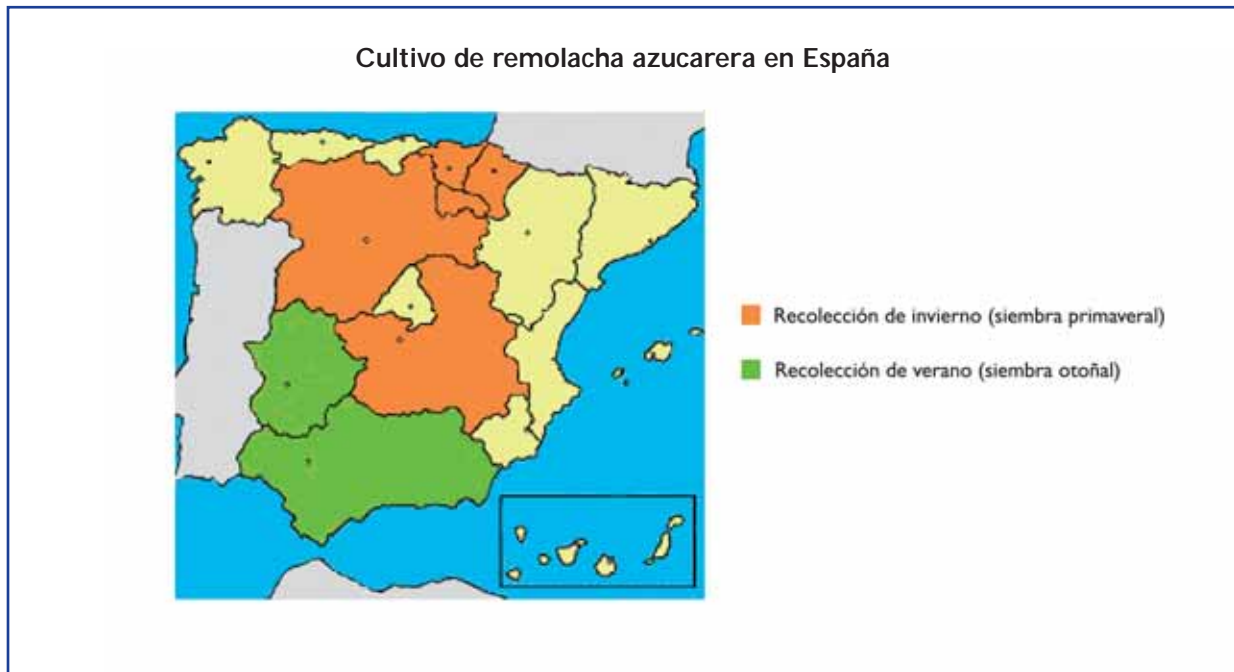 Cultivo de remolacha azucarera en España
Recolección de invierno (siembra primaveral)
Recolección de verano (siembra otoñal)